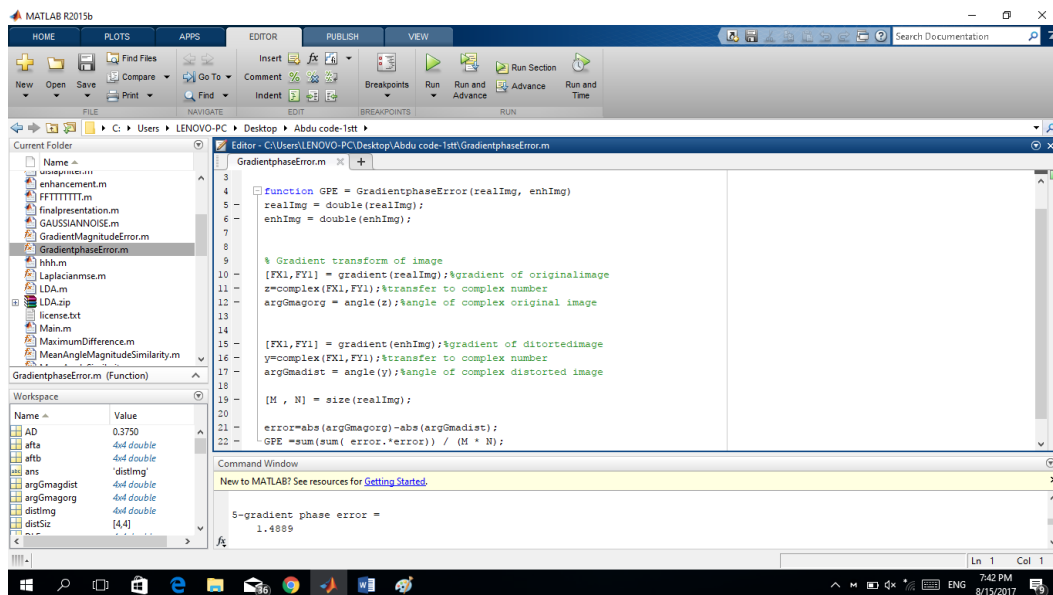 MATLAB R2015b
HOME PLOTS APPS EDITOR PUBLISH VIEW Search Documentation
New Open Save Find Files Compare Print Go To Find Insert fx Comment Indent Breakpoints Run Run and Advance Run Section Advance Run and Time
FILE NAVIGATE EDIT BREAKPOINTS RUN
C: Users LENOVO-PC Desktop Abdu code-1stt
Current Folder
Name
enhancement.m
FFTTTTTT.m
finalpresentation.m
GAUSSIANNOISE.m
GradientMagnitudeError.m
GradientphaseError.m
hhh.m
Laplacianmse.m
LDA.m
LDA.zip
license.txt
Main.m
MaximumDifference.m
MeanAngleMagnitudeSimilarity.m
GradientphaseError.m (Function)
Workspace
Name Value
AD 0.3750
afta 4x4 double
aftb 4x4 double
ans 'distImg'
argGmagdist 4x4 double
argGmagorg 4x4 double
distImg 4x4 double
distSiz [4,4]
Editor - C:\Users\LENOVO-PC\Desktop\Abdu code-1stt\GradientphaseError.m
GradientphaseError.m
3
4 function GPE = GradientphaseError(realImg, enhImg)
5 - realImg = double(realImg);
6 - enhImg = double(enhImg);
7
8
9 % Gradient transform of image
10 - [FX1,FY1] = gradient(realImg);%gradient of originalimage
11 - z=complex(FX1,FY1);%transfer to complex number
12 - argGmagorg = angle(z);%angle of complex original image
13
14
15 - [FX1,FY1] = gradient(enhImg);%gradient of ditortedimage
16 - y=complex(FX1,FY1);%transfer to complex number
17 - argGmadist = angle(y);%angle of complex distorted image
18
19 - [M , N] = size(realImg);
20
21 - error=abs(argGmagorg)-abs(argGmadist);
22 - GPE =sum(sum( error.*error)) / (M * N);
Command Window
New to MATLAB? See resources for Getting Started.
5-gradient phase error =
1.4889
fx
Ln 1 Col 1
36 ENG 7:42 PM
8/15/2017 9